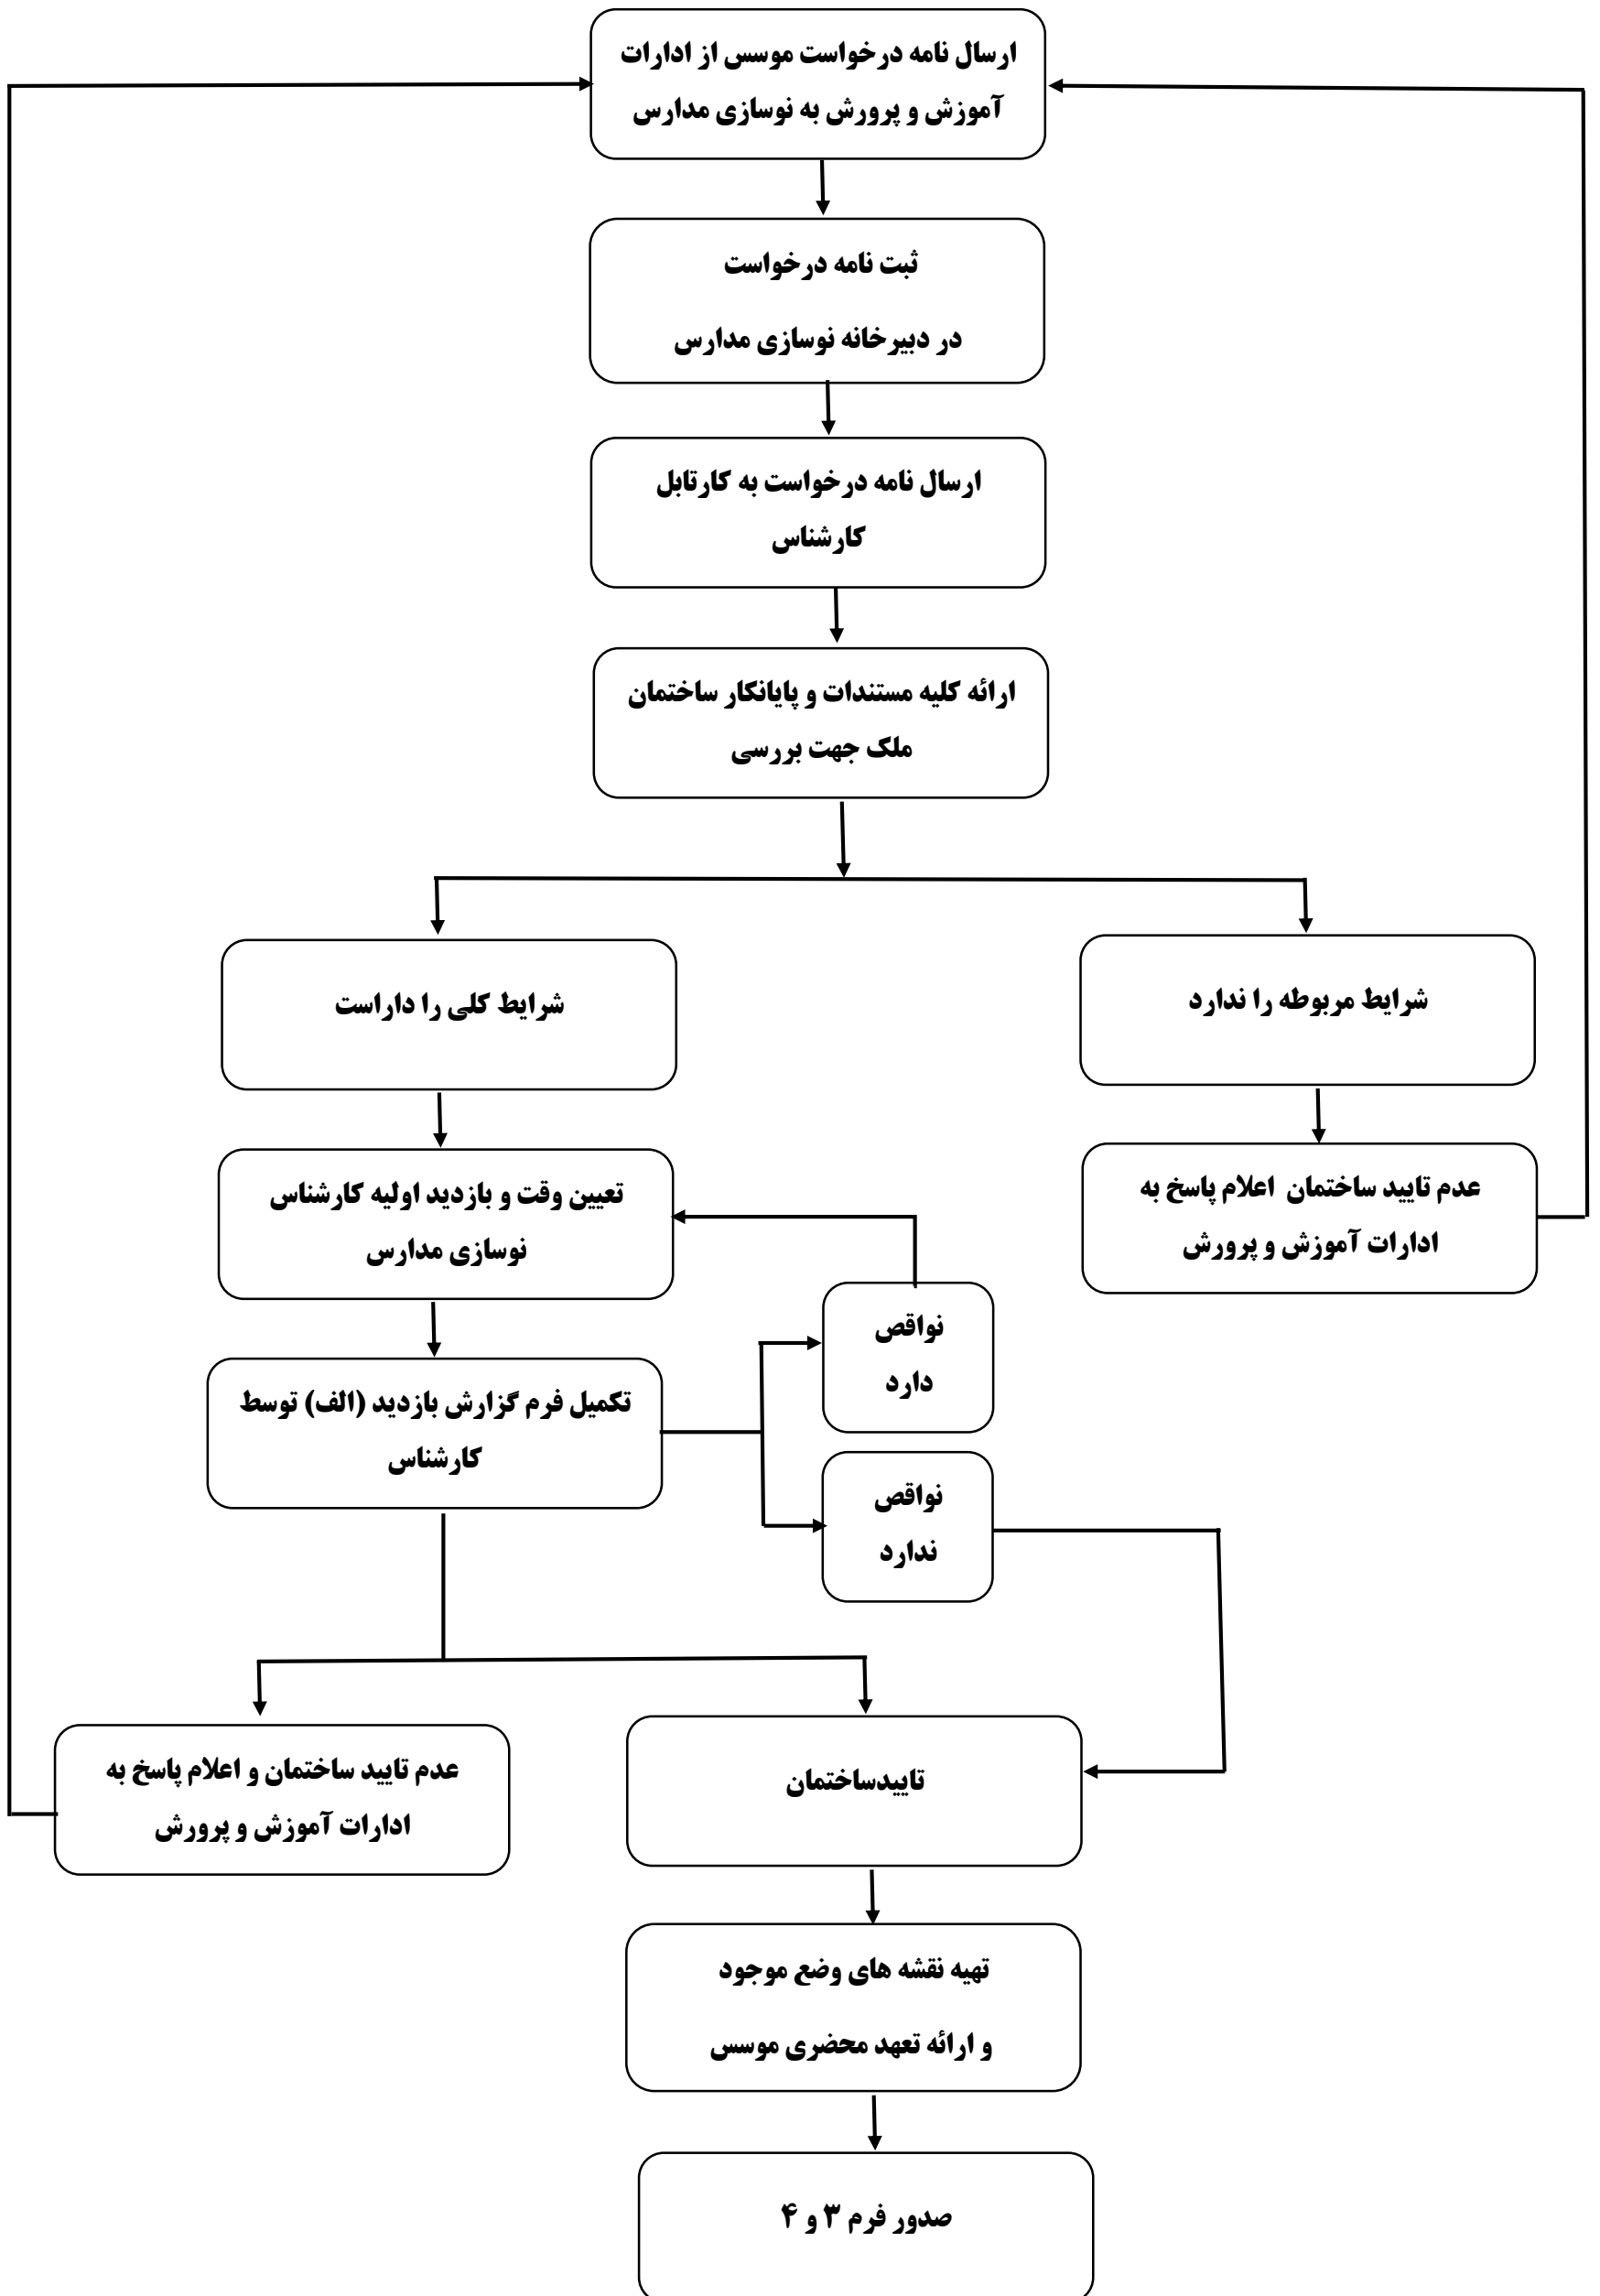 ارسال نامه درخواست موسس از ادارات
آموزش و پرورش به نوسازی مدارس
ثبت نامه درخواست
در دبیرخانه نوسازی مدارس
ارسال نامه درخواست به کارتابل
کارشناس
ارائه کلیه مستندات و پایانکار ساختمان
ملک جهت بررسی
شرایط مربوطه را ندارد
شرایط کلی را داراست
عدم تایید ساختمان اعلام پاسخ به
ادارات آموزش و پرورش
تعیین وقت و بازدید اولیه کارشناس
نوسازی مدارس
نواقص
دارد
تکمیل فرم گزارش بازدید (الف) توسط
کارشناس
نواقص
ندارد
تاییدساختمان
عدم تایید ساختمان و اعلام پاسخ به
ادارات آموزش و پرورش
تهیه نقشه های وضع موجود
و ارائه تعهد محضری موسس
صدور فرم ۳ و ۴